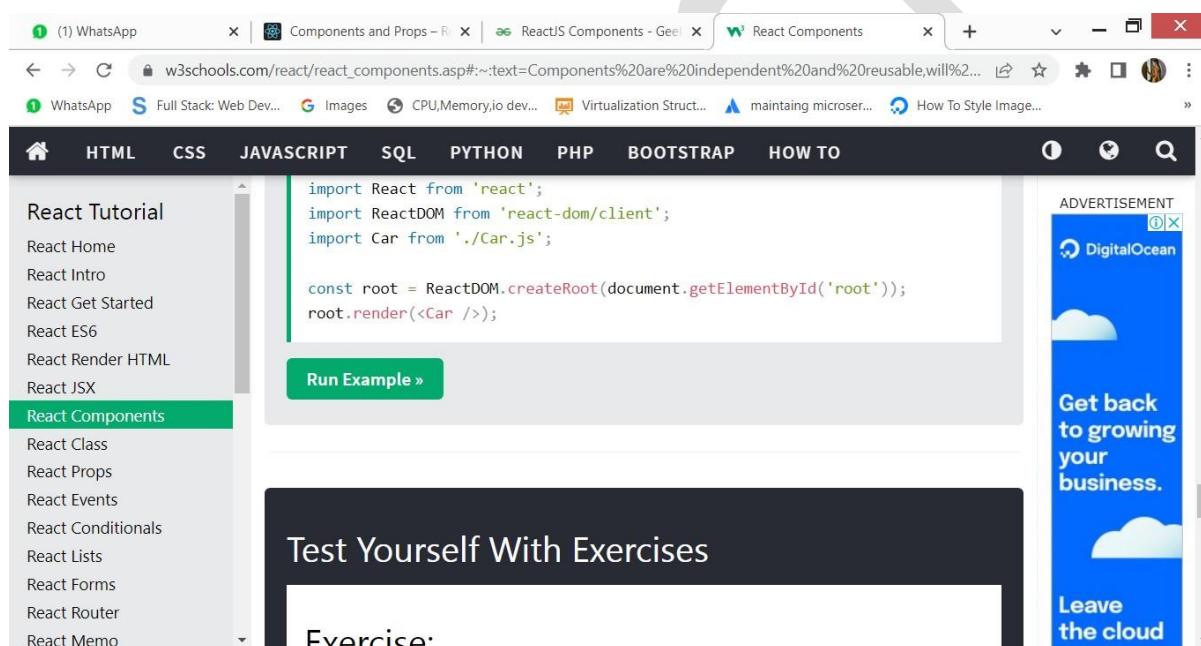 (1) WhatsApp
Components and Props – R
ReactJS Components - Gee
React Components
w3schools.com/react/react_components.asp#:~:text=Components%20are%20independent%20and%20reusable,will%2...
WhatsApp
Full Stack: Web Dev...
Images
CPU,Memory,io dev...
Virtualization Struct...
maintaing microser...
How To Style Image...
HTML CSS JAVASCRIPT SQL PYTHON PHP BOOTSTRAP HOW TO
React Tutorial
React Home
React Intro
React Get Started
React ES6
React Render HTML
React JSX
React Components
React Class
React Props
React Events
React Conditionals
React Lists
React Forms
React Router
React Memo
import React from 'react';
import ReactDOM from 'react-dom/client';
import Car from './Car.js';
const root = ReactDOM.createRoot(document.getElementById('root'));
root.render(<Car />);
Run Example »
Test Yourself With Exercises
Exercise:
ADVERTISEMENT
DigitalOcean
Get back
to growing
your
business.
Leave
the cloud